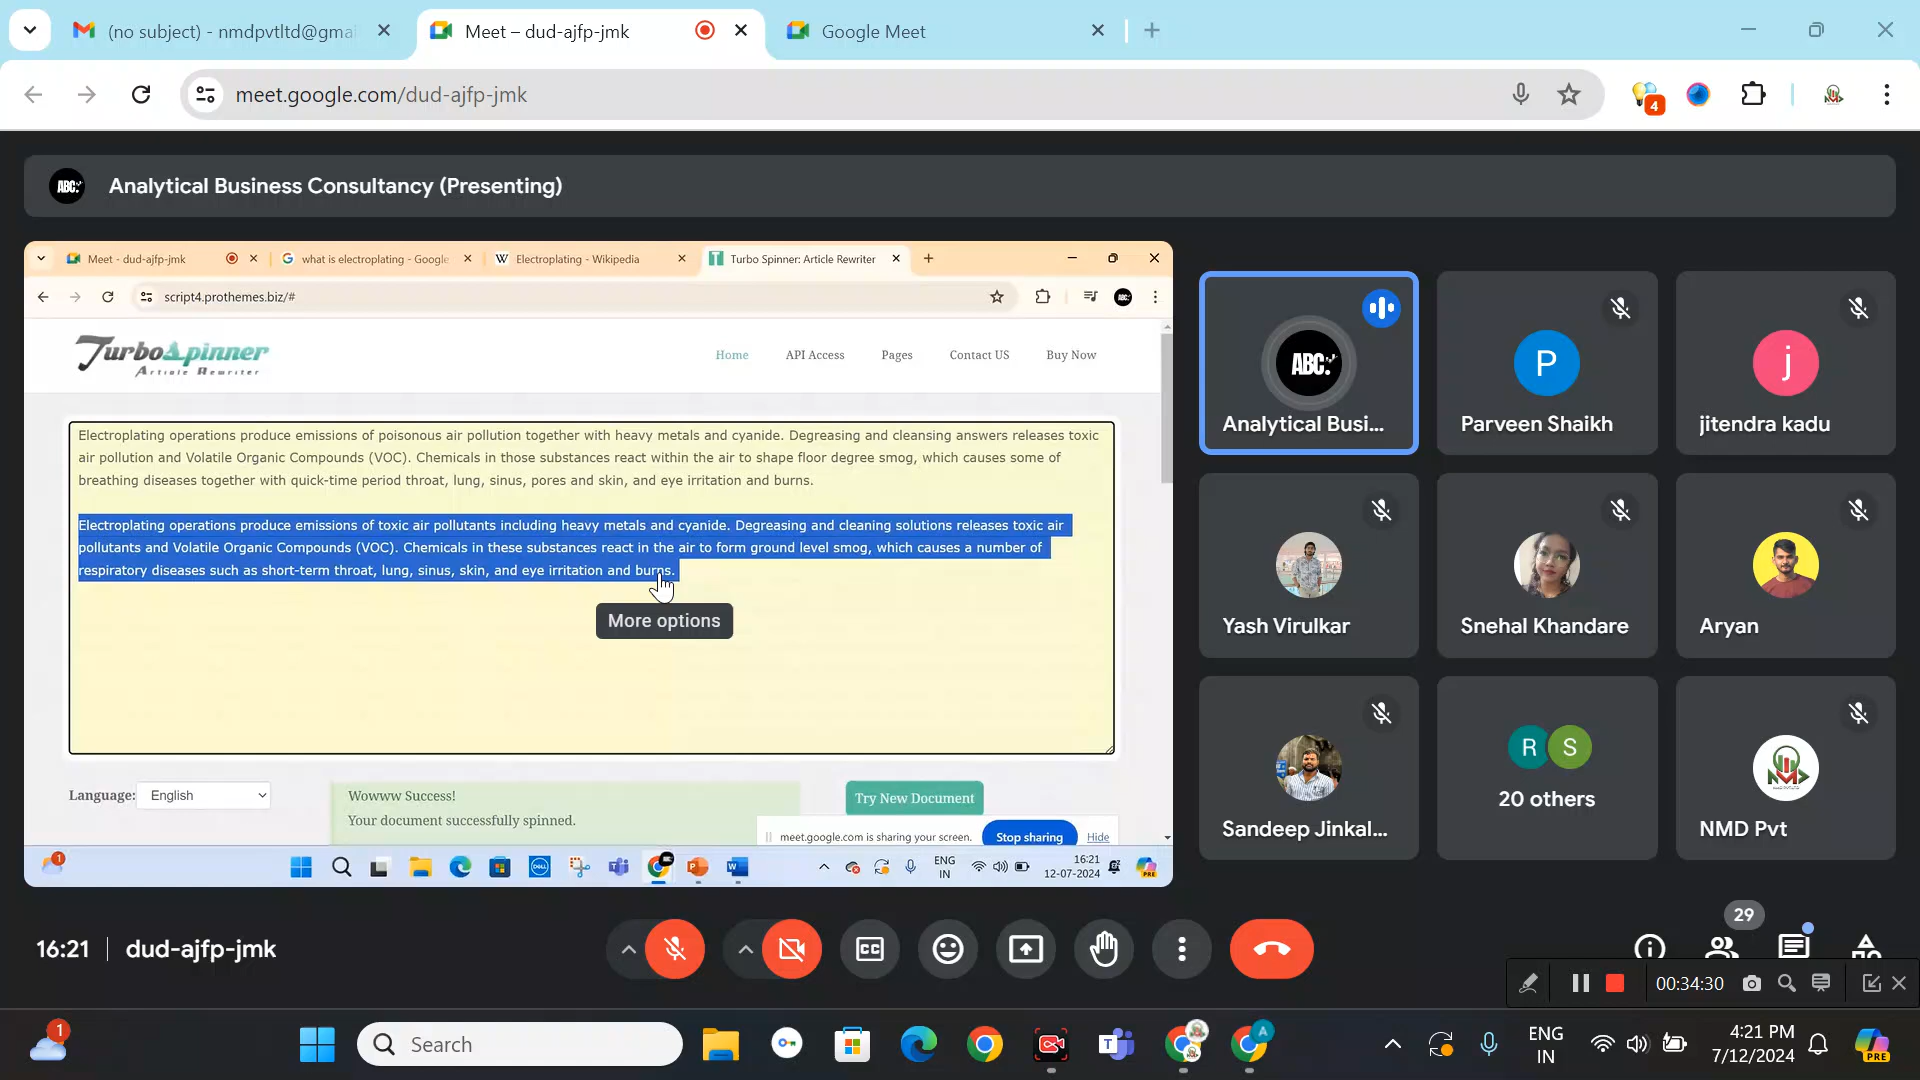 (no subject) - nmdpvtltd@gmai
Meet – dud-ajfp-jmk
Google Meet
meet.google.com/dud-ajfp-jmk
4
ABC
Analytical Business Consultancy (Presenting)
Meet - dud-ajfp-jmk
what is electroplating - Google
W Electroplating - Wikipedia
T Turbo Spinner: Article Rewriter
script4.prothemes.biz/#
ABC
TurboSpinner
Article Rewriter
Home
API Access
Pages
Contact US
Buy Now
Electroplating operations produce emissions of poisonous air pollution together with heavy metals and cyanide. Degreasing and cleansing answers releases toxic
air pollution and Volatile Organic Compounds (VOC). Chemicals in those substances react within the air to shape floor degree smog, which causes some of
breathing diseases together with quick-time period throat, lung, sinus, pores and skin, and eye irritation and burns.
Electroplating operations produce emissions of toxic air pollutants including heavy metals and cyanide. Degreasing and cleaning solutions releases toxic air
pollutants and Volatile Organic Compounds (VOC). Chemicals in these substances react in the air to form ground level smog, which causes a number of
respiratory diseases such as short-term throat, lung, sinus, skin, and eye irritation and burns.
More options
Language:
English
Wowww Success!
Your document successfully spinned.
Try New Document
meet.google.com is sharing your screen.
Stop sharing
Hide
1
DELL
ENG
IN
16:21
12-07-2024
PRE
ABC
Analytical Busi...
P
Parveen Shaikh
j
jitendra kadu
Yash Virulkar
Snehal Khandare
Aryan
Sandeep Jinkal...
R S
20 others
NMD Pvt
16:21
dud-ajfp-jmk
CC
29
00:34:30
1
Search
A
ENG
IN
4:21 PM
7/12/2024
PRE